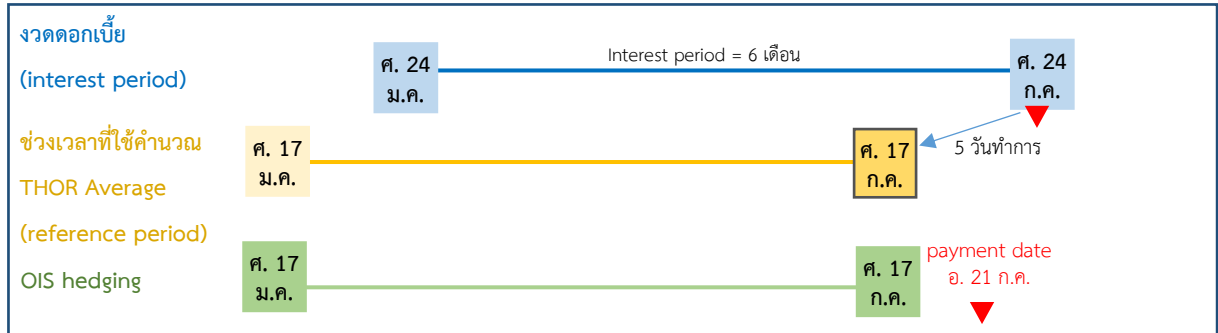 งวดดอกเบี้ย
(interest period)
ศ. 24
ม.ค.
Interest period = 6 เดือน
ศ. 24
ก.ค.
ช่วงเวลาที่ใช้คำนวณ
THOR Average
(reference period)
ศ. 17
ม.ค.
ศ. 17
ก.ค.
5 วันทำการ
OIS hedging
ศ. 17
ม.ค.
ศ. 17
ก.ค.
payment date
อ. 21 ก.ค.